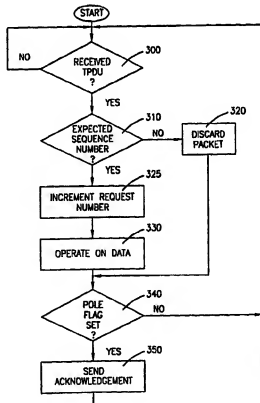 START
300
RECEIVED
TPDU
?
NO
YES
310
EXPECTED
SEQUENCE
NUMBER
?
NO
320
DISCARD
PACKET
YES
325
INCREMENT REQUEST
NUMBER
330
OPERATE ON DATA
340
POLE
FLAG
SET
?
NO
YES
350
SEND
ACKNOWLEDGEMENT